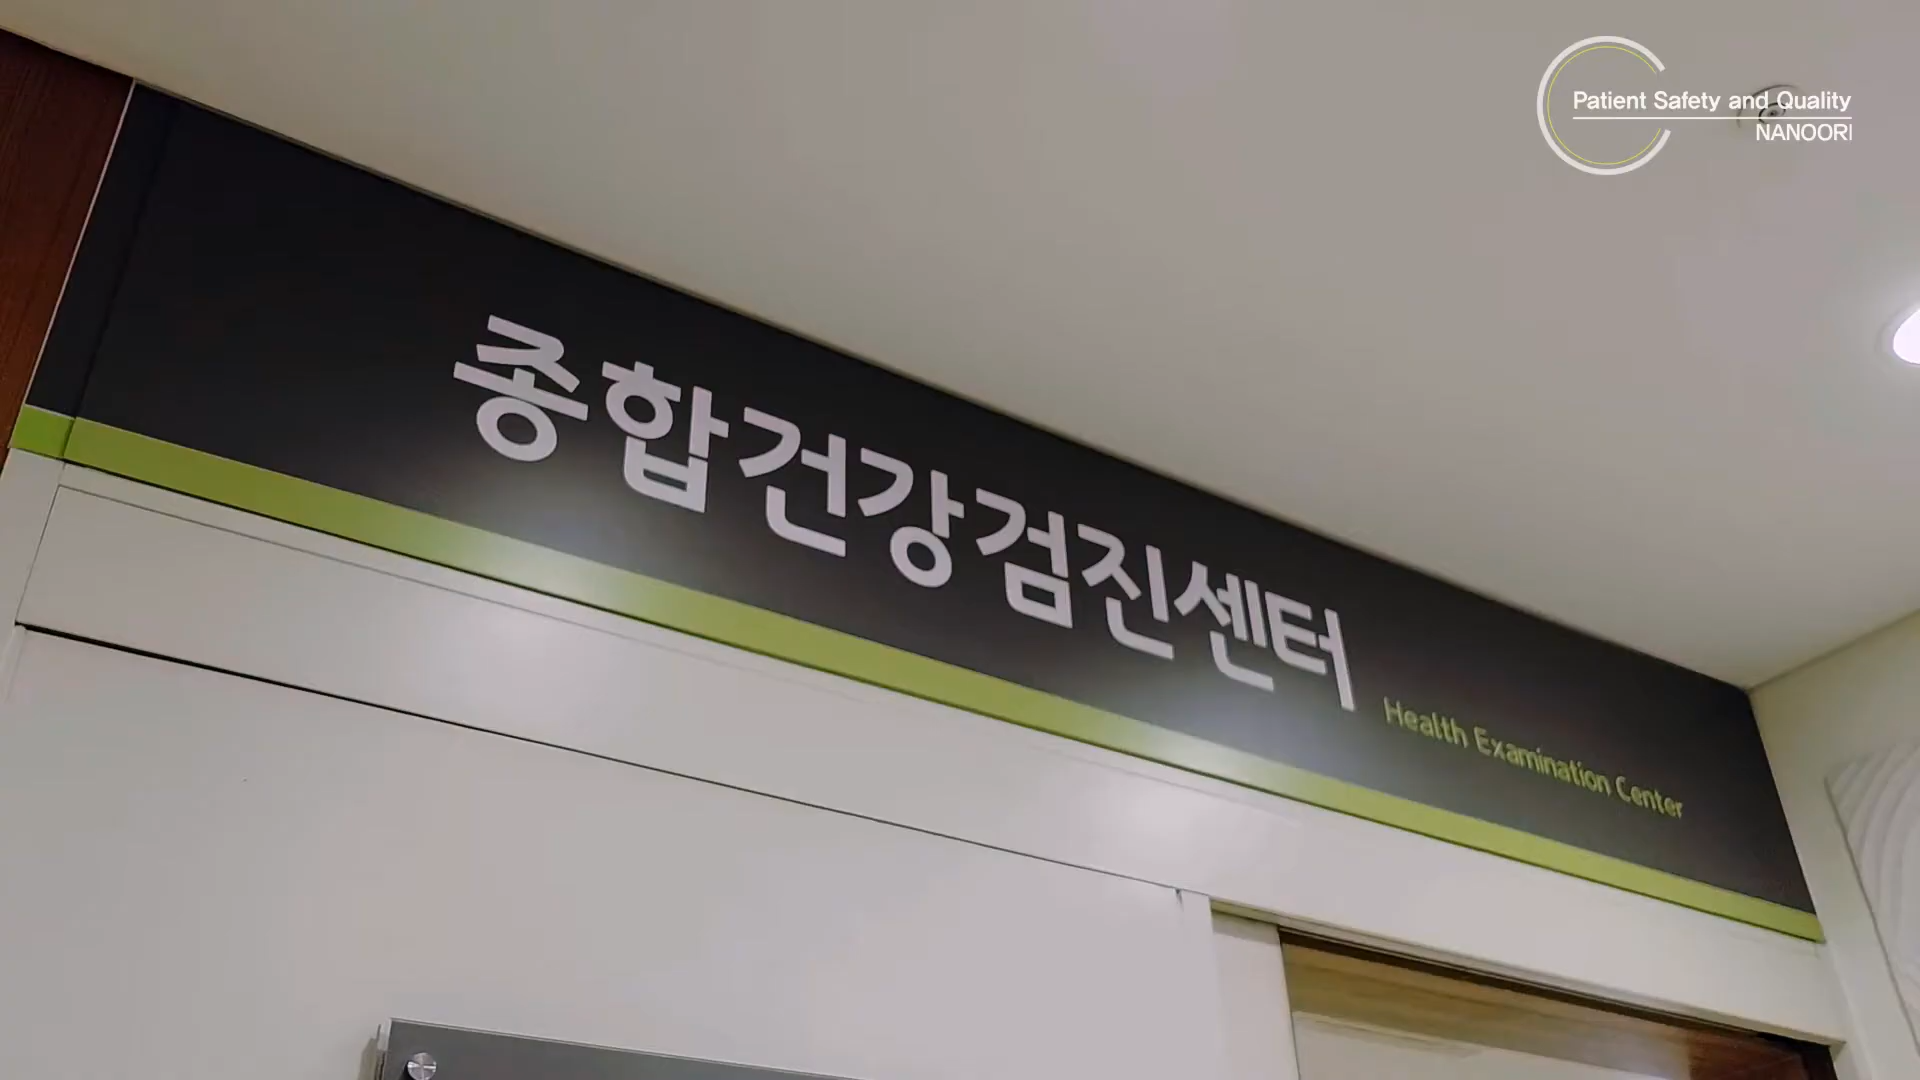 Patient Safety and Quality
NANOORI
종합건강검진센터
Health Examination Center